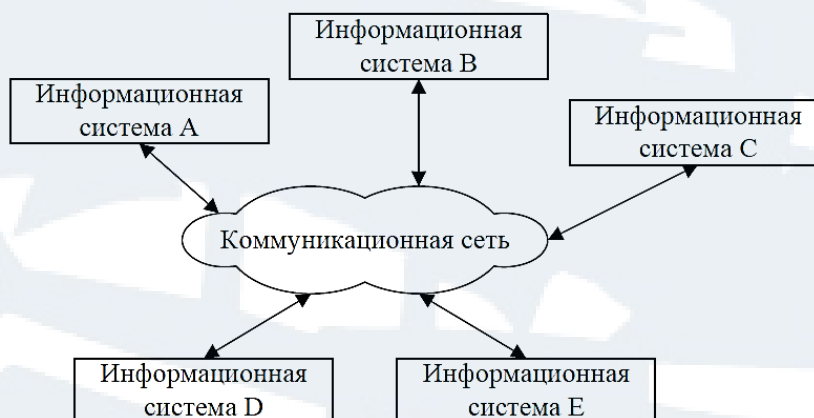 Информационная
система B
Информационная
система A
Информационная
система C
Коммуникационная сеть
Информационная
система D
Информационная
система E